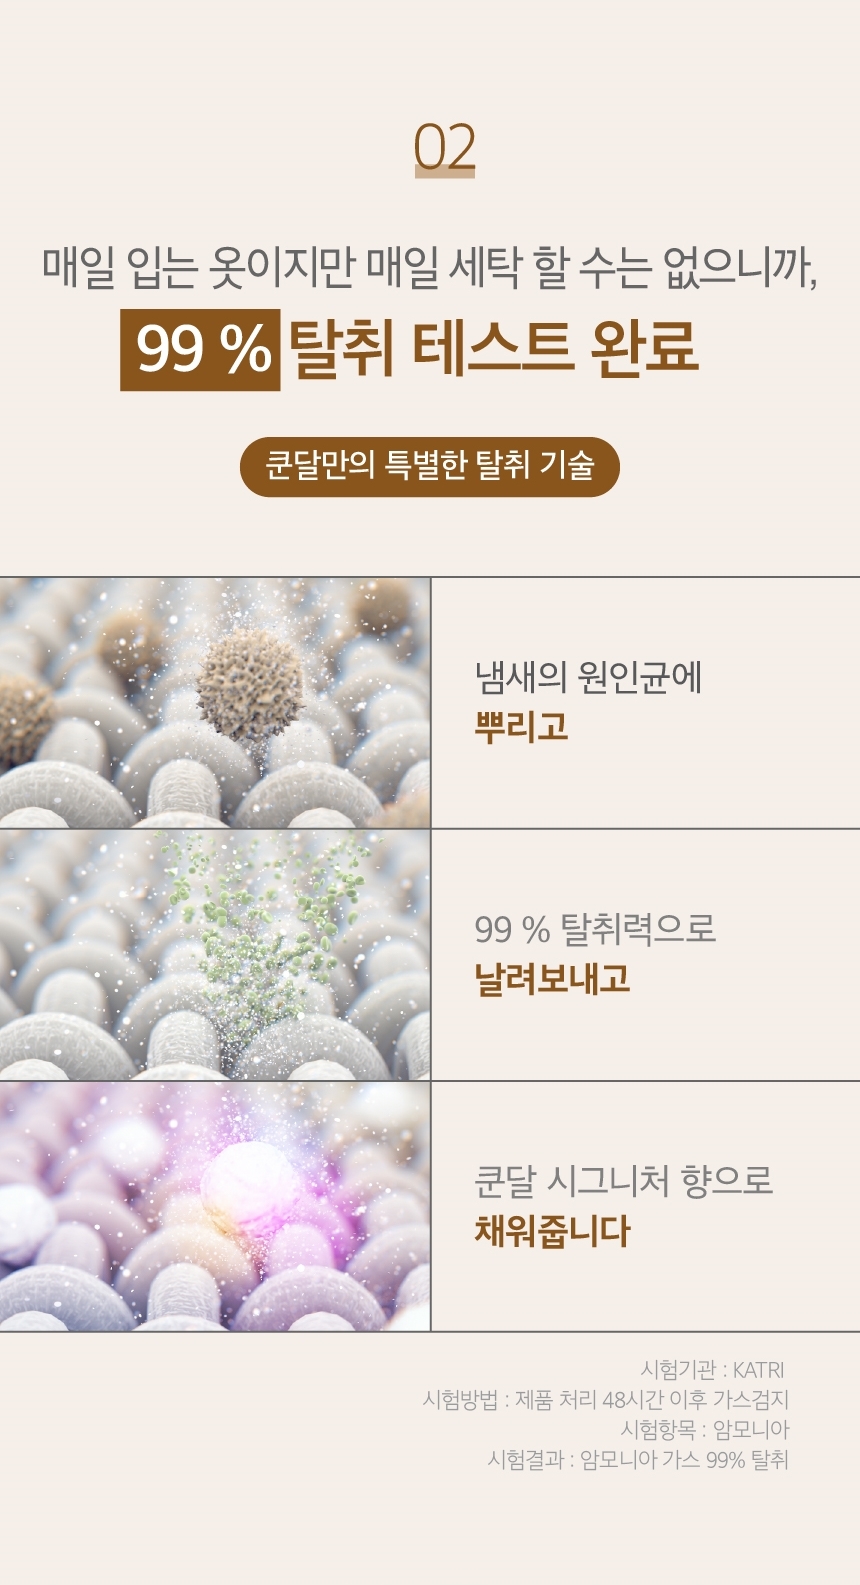 02
매일 입는 옷이지만 매일 세탁 할 수는 없으니까,
99 % 탈취 테스트 완료
쿤달만의 특별한 탈취 기술
냄새의 원인균에
뿌리고
99 % 탈취력으로
날려보내고
쿤달 시그니처 향으로
채워줍니다
시험기관 : KATRI
시험방법 : 제품 처리 48시간 이후 가스검지
시험항목 : 암모니아
시험결과 : 암모니아 가스 99% 탈취